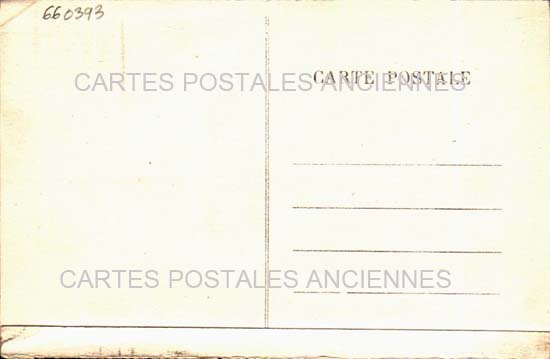 660393
CARTES POSTALES ANCIENNES
CARTE POSTALE
CARTES POSTALES ANCIENNES